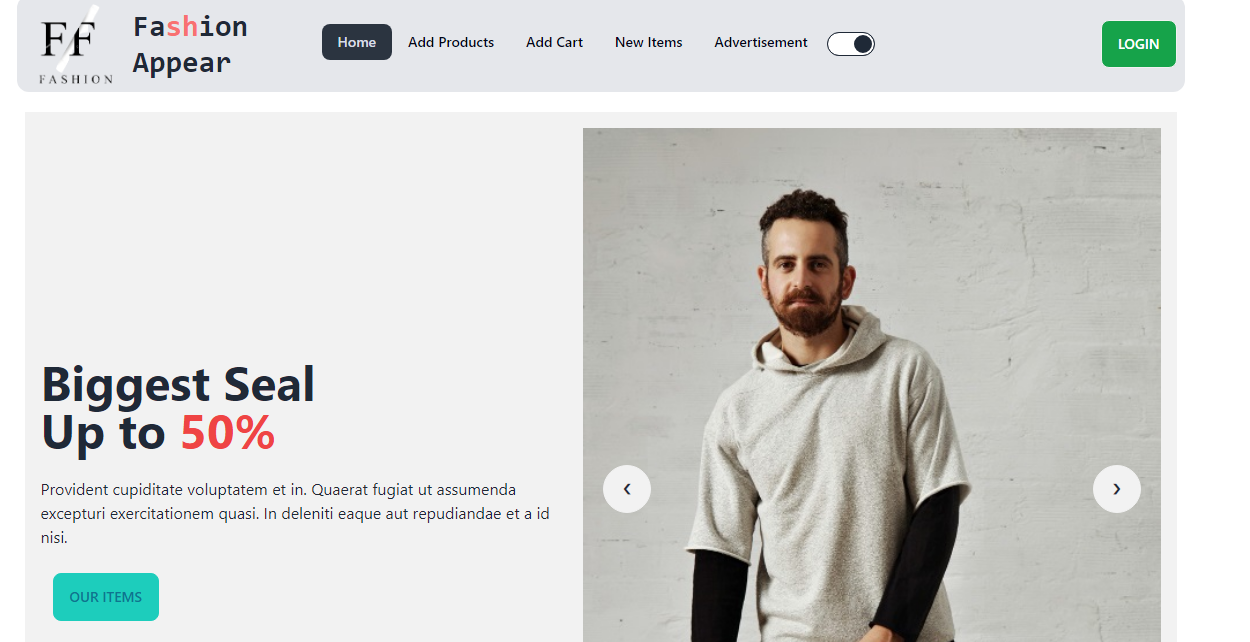 FF
FASHION
Fashion
Appear
Home
Add Products
Add Cart
New Items
Advertisement
LOGIN
Biggest Seal
Up to 50%
Provident cupiditate voluptatem et in. Quaerat fugiat ut assumenda
excepturi exercitationem quasi. In deleniti eaque aut repudiandae et a id
nisi.
OUR ITEMS
❮
❯